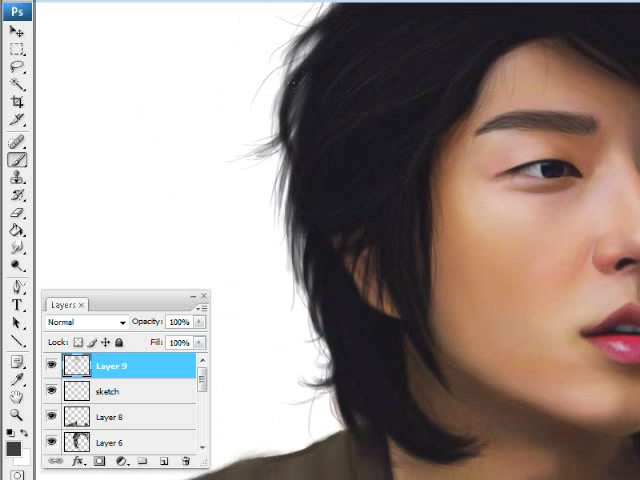 Ps
Layers ×
Normal Opacity: 100%
Lock: Fill: 100%
Layer 9
sketch
Layer 8
Layer 6
T
fx